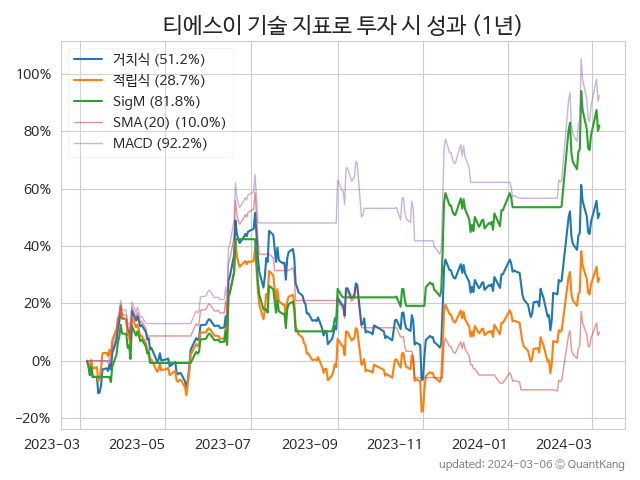 티에스이 기술 지표로 투자 시 성과 (1년)
거치식 (51.2%)
적립식 (28.7%)
SigM (81.8%)
SMA(20) (10.0%)
MACD (92.2%)
100%
80%
60%
40%
20%
0%
−20%
2023-03 2023-05 2023-07 2023-09 2023-11 2024-01 2024-03
updated: 2024-03-06 ⓒ QuantKang